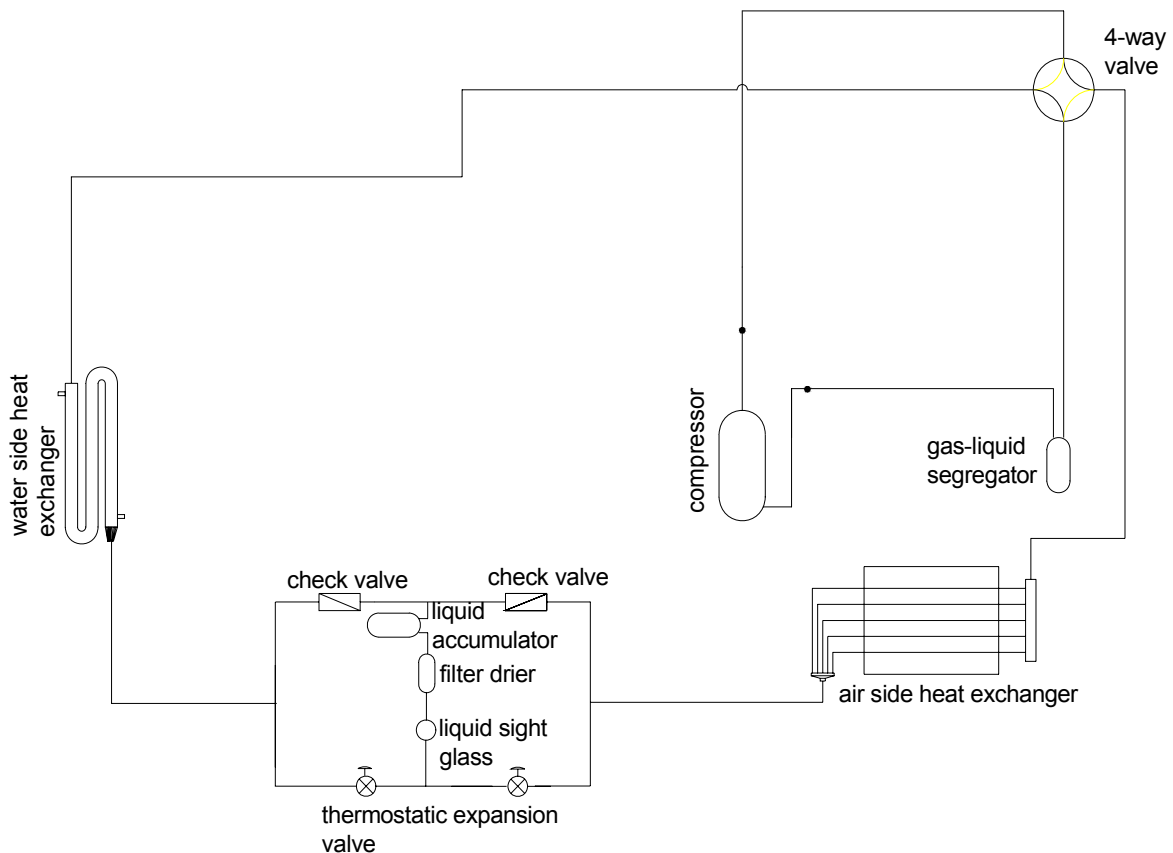 4-way
valve
water side heat
exchanger
compressor
gas-liquid
segregator
check valve
check valve
liquid
accumulator
filter drier
liquid sight
glass
air side heat exchanger
thermostatic expansion
valve